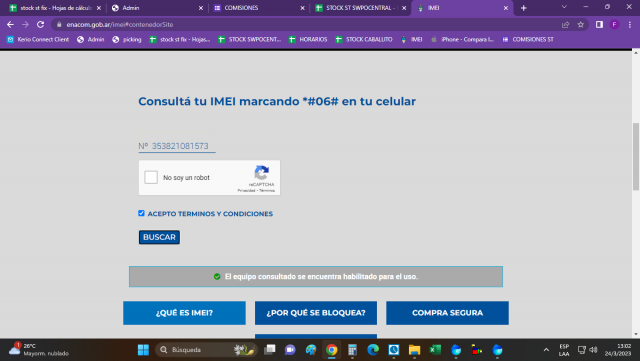 stock st fix - Hojas de cálcul
Admin
COMISIONES
STOCK ST SWPOCENTRAL -
IMEI
enacom.gob.ar/imei#contenedorSite
F
Kerio Connect Client
Admin
picking
stock st fix - Hojas...
STOCK SWPOCENT...
HORARIOS
STOCK CABALLITO
IMEI
iPhone - Compara l...
COMISIONES ST
Consultá tu IMEI marcando *#06# en tu celular
Nº 353821081573
No soy un robot
reCAPTCHA
Privacidad - Términos
ACEPTO TERMINOS Y CONDICIONES
BUSCAR
El equipo consultado se encuentra habilitado para el uso.
¿QUÉ ES IMEI?
¿POR QUÉ SE BLOQUEA?
COMPRA SEGURA
26°C
Mayorm. nublado
Búsqueda
ESP
LAA
13:02
24/3/2023